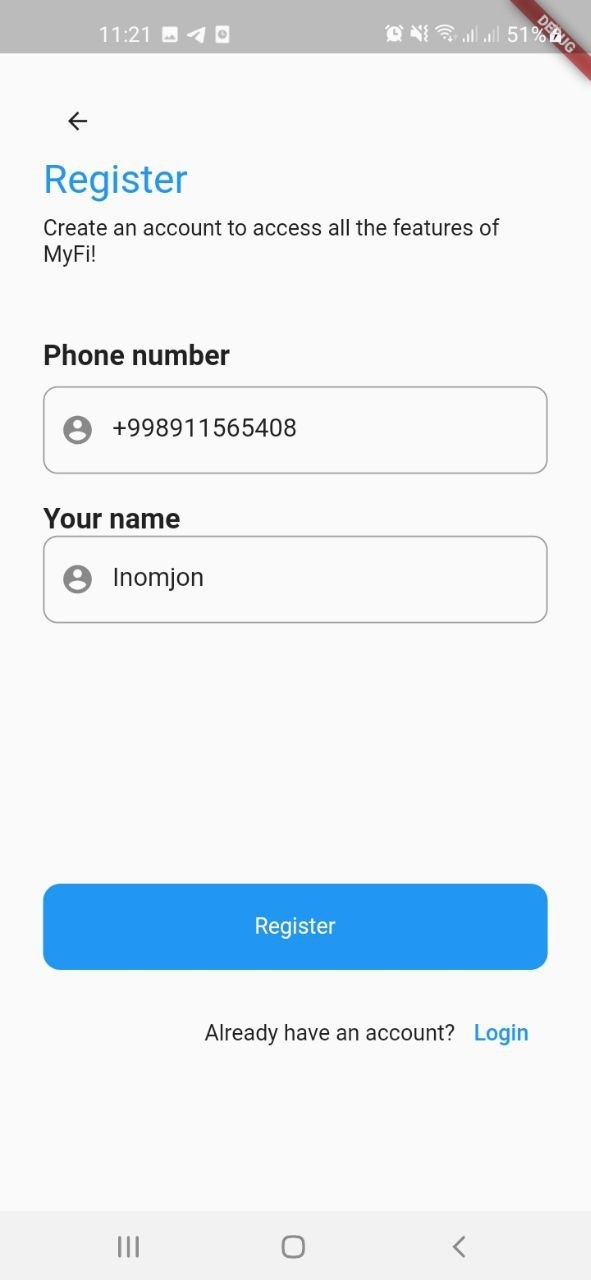 11:21
51%
DEBUG
Register
Create an account to access all the features of
MyFi!
Phone number
+998911565408
Your name
Inomjon
Register
Already have an account? Login